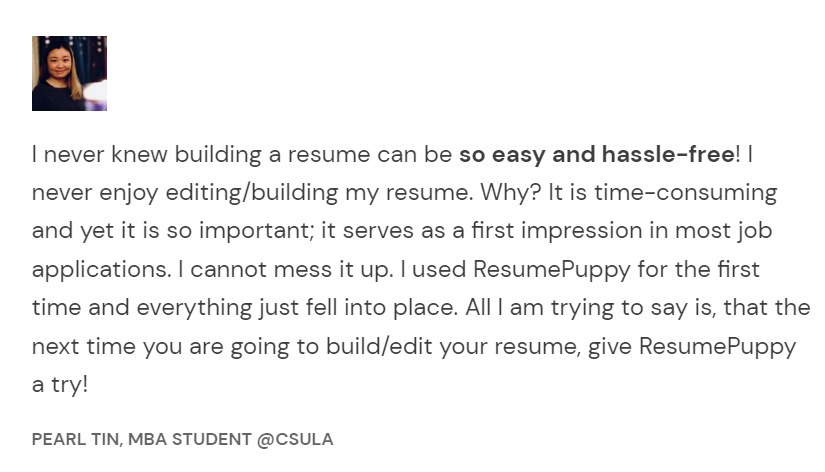 I never knew building a resume can be so easy and hassle-free! I
never enjoy editing/building my resume. Why? It is time-consuming
and yet it is so important; it serves as a first impression in most job
applications. I cannot mess it up. I used ResumePuppy for the first
time and everything just fell into place. All I am trying to say is, that the
next time you are going to build/edit your resume, give ResumePuppy
a try!
PEARL TIN, MBA STUDENT @CSULA